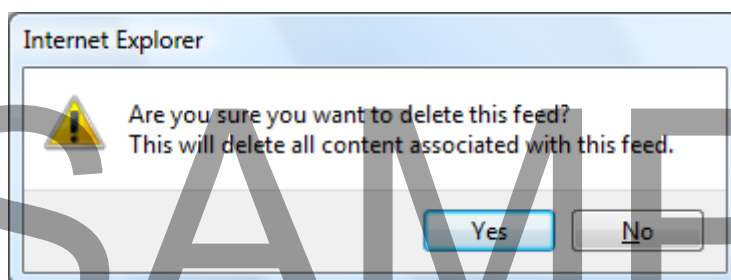 Internet Explorer
Are you sure you want to delete this feed?
This will delete all content associated with this feed.
Yes
No